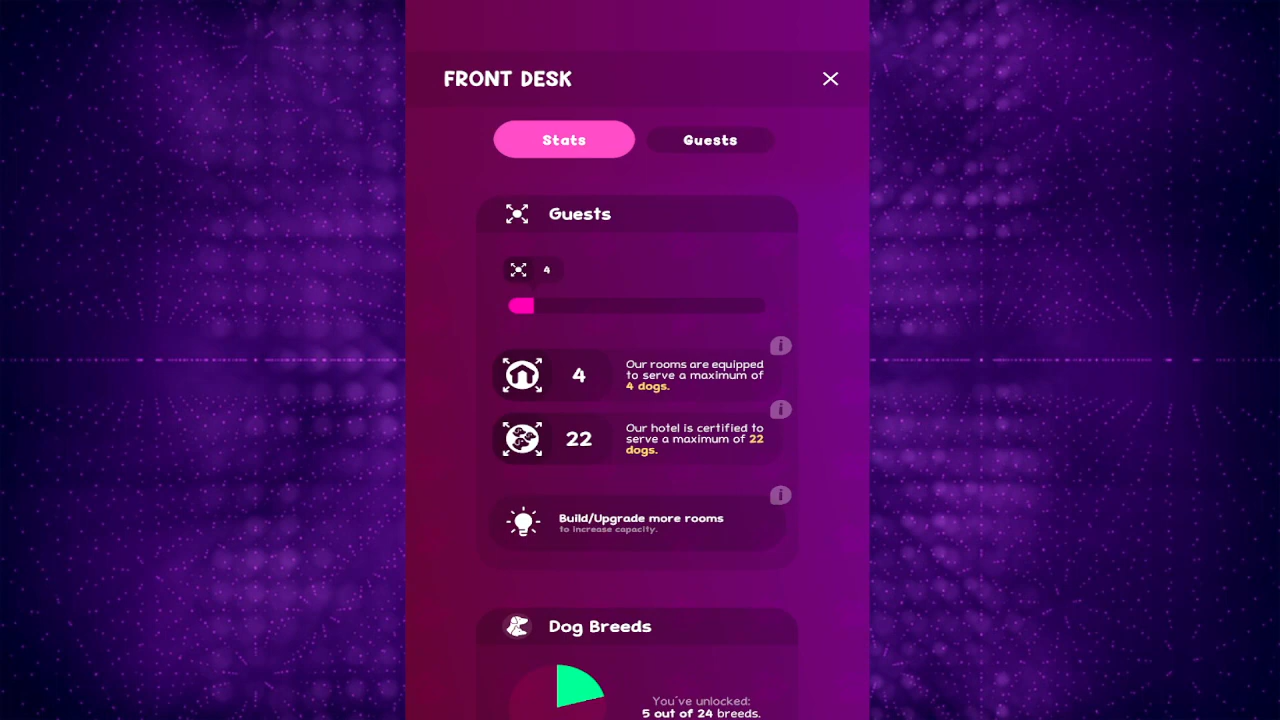 FRONT DESK
Stats
Guests
Guests
4
4
Our rooms are equipped
to serve a maximum of
4 dogs.
i
22
Our hotel is certified to
serve a maximum of 22
dogs.
i
Build/Upgrade more rooms
to increase capacity.
i
Dog Breeds
You've unlocked:
5 out of 24 breeds.